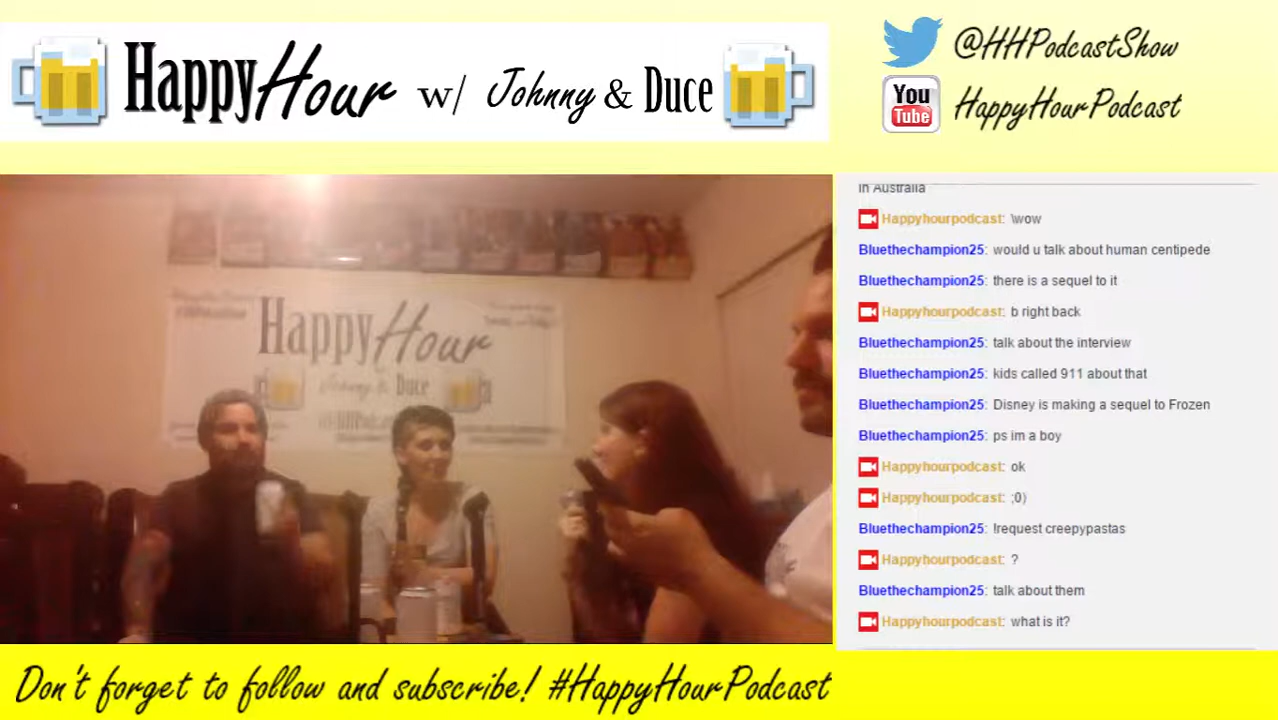 HappyHour w/ Johnny & Duce
@HHPodcastShow
You
Tube
HappyHourPodcast
in Australia
Happyhourpodcast: \wow
Bluethechampion25: would u talk about human centipede
Bluethechampion25: there is a sequel to it
Happyhourpodcast: b right back
Bluethechampion25: talk about the interview
Bluethechampion25: kids called 911 about that
Bluethechampion25: Disney is making a sequel to Frozen
Bluethechampion25: ps im a boy
Happyhourpodcast: ok
Happyhourpodcast: ;0)
Bluethechampion25: !request creepypastas
Happyhourpodcast: ?
Bluethechampion25: talk about them
Happyhourpodcast: what is it?
HappyHour
Johnny & Duce
Don't forget to follow and subscribe! #HappyHourPodcast